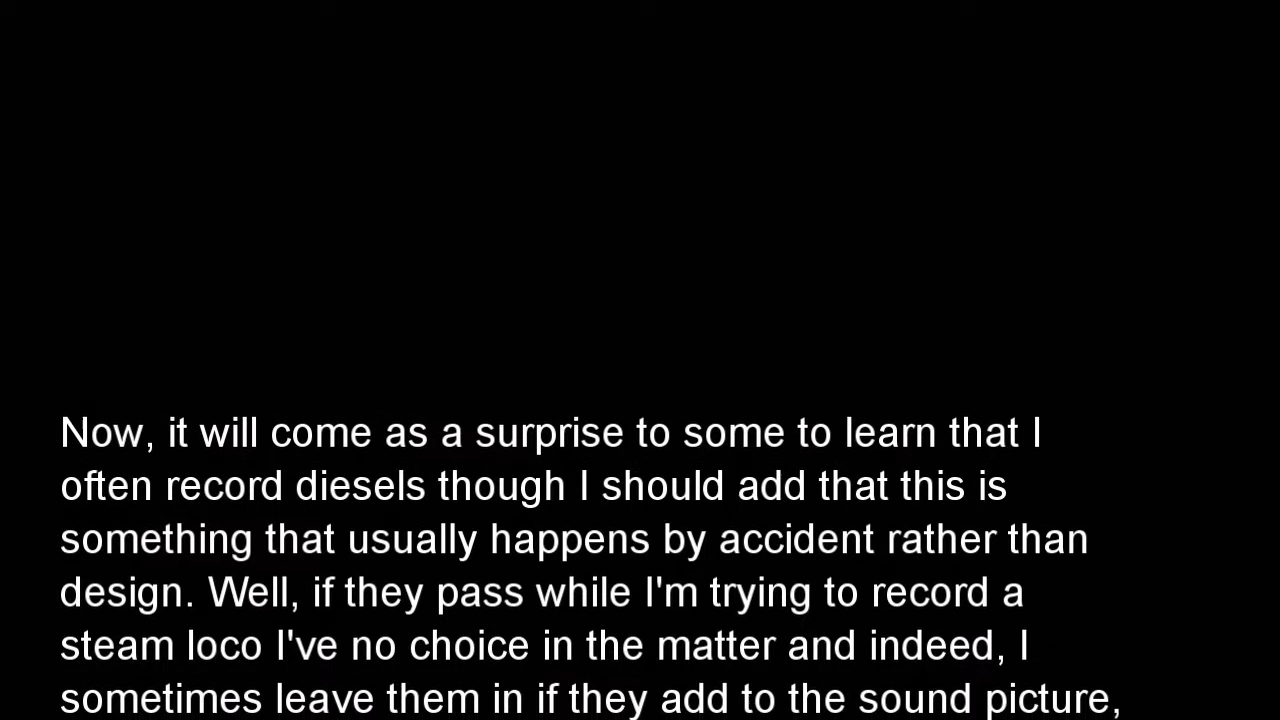 Now, it will come as a surprise to some to learn that I
often record diesels though I should add that this is
something that usually happens by accident rather than
design. Well, if they pass while I'm trying to record a
steam loco I've no choice in the matter and indeed, I
sometimes leave them in if they add to the sound picture,